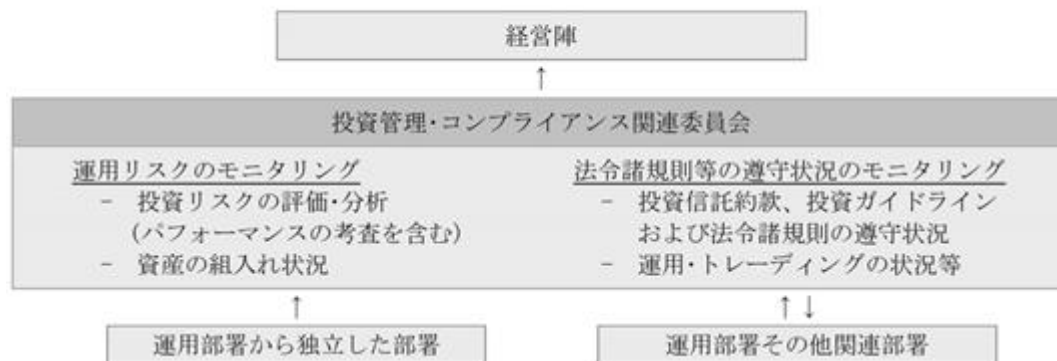 経営陣
↑
投資管理･コンプライアンス関連委員会
運用リスクのモニタリング
－ 投資リスクの評価･分析
(パフォーマンスの考査を含む)
－ 資産の組入れ状況
法令諸規則等の遵守状況のモニタリング
－ 投資信託約款、投資ガイドライン
および法令諸規則の遵守状況
－ 運用･トレーディングの状況等
↑
↑↓
運用部署から独立した部署
運用部署その他関連部署